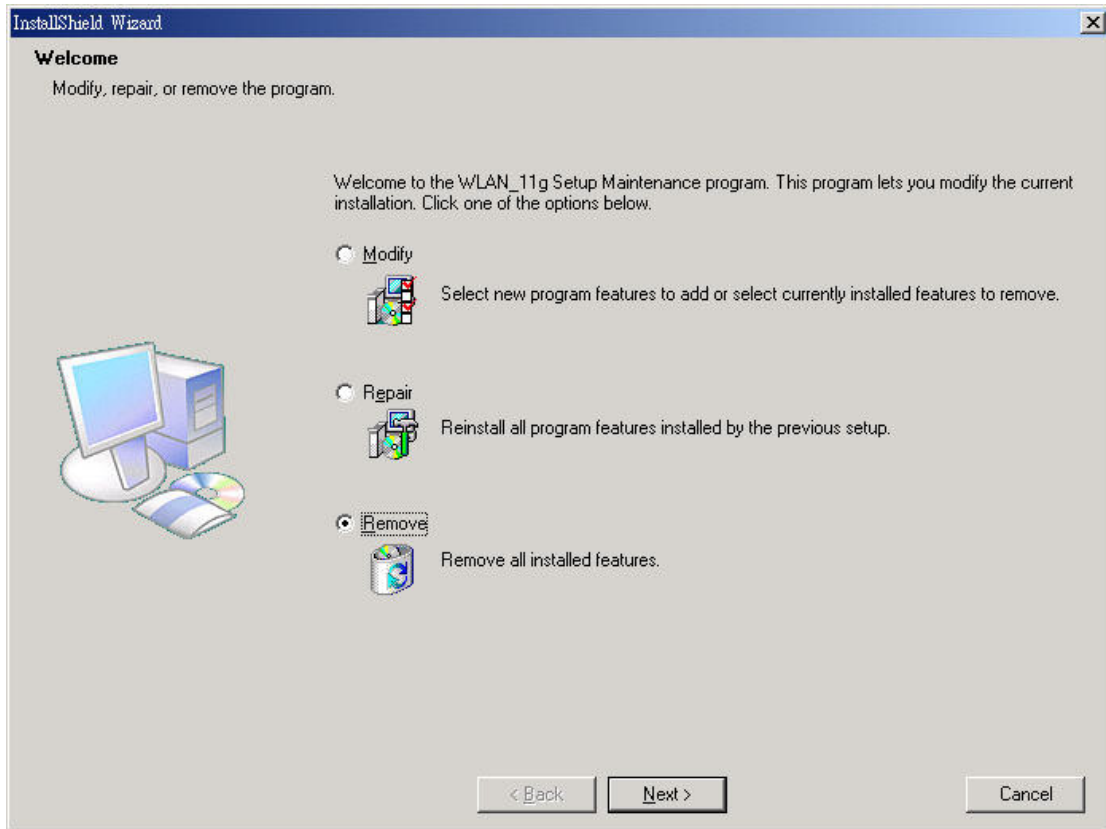 InstallShield Wizard
Welcome
Modify, repair, or remove the program.
Welcome to the WLAN_11g Setup Maintenance program. This program lets you modify the current
installation. Click one of the options below.
Modify
Select new program features to add or select currently installed features to remove.
Repair
Reinstall all program features installed by the previous setup.
Remove
Remove all installed features.
< Back
Next >
Cancel